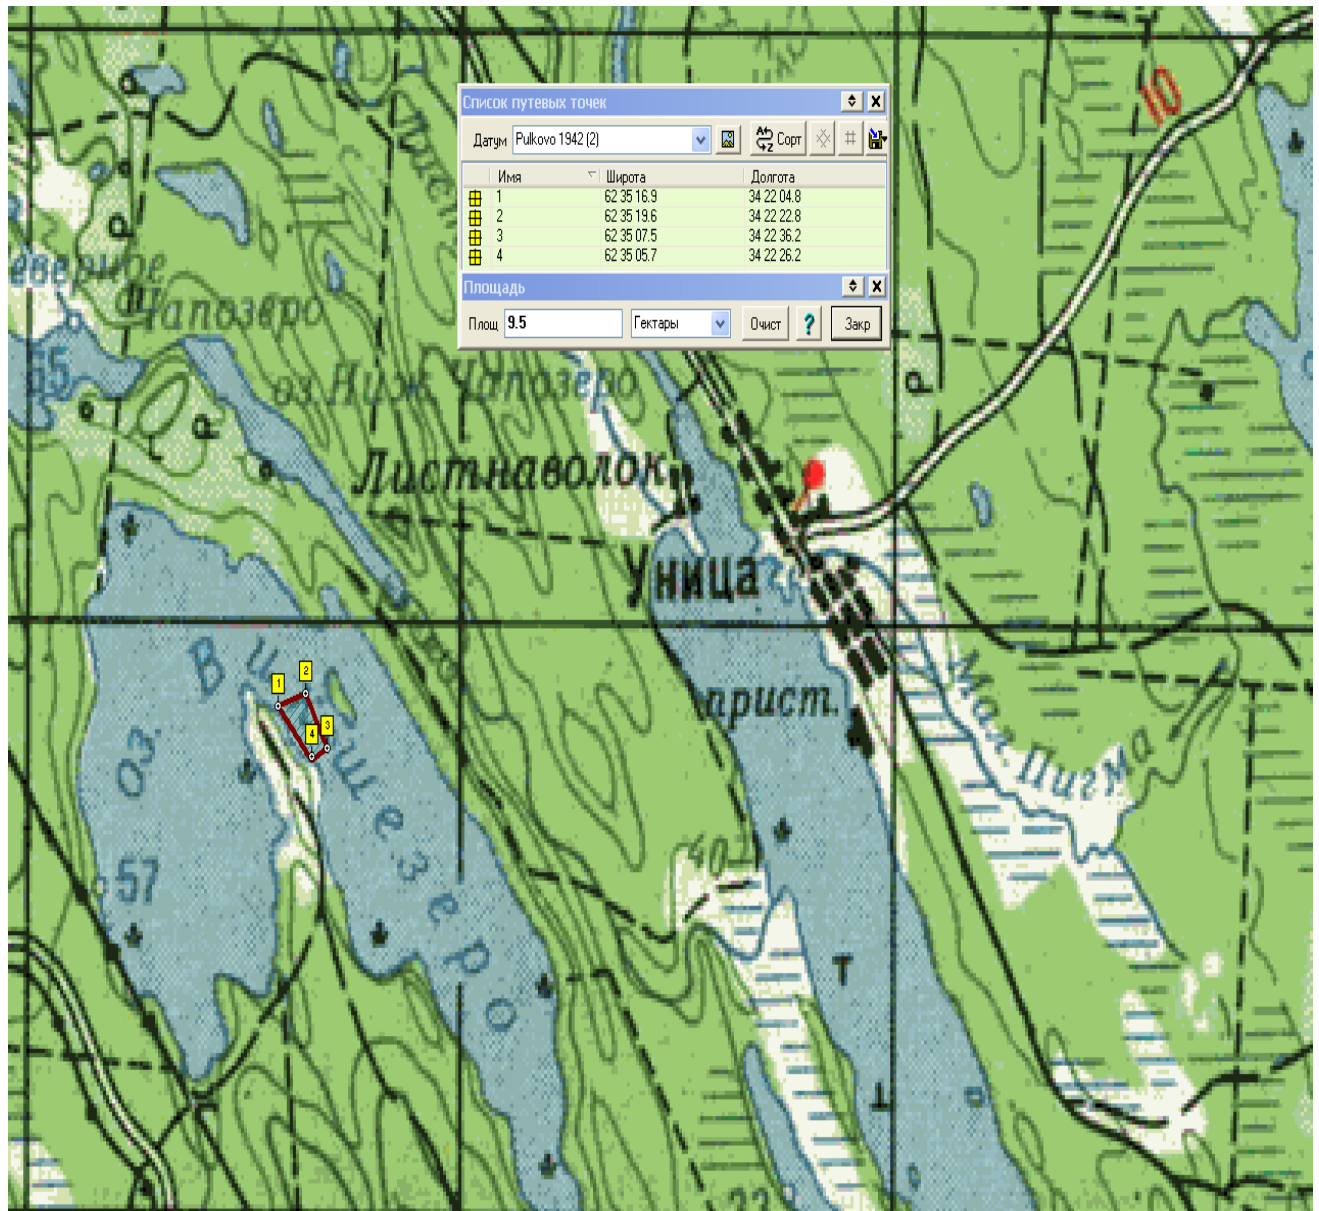 10
Список путевых точек
Датум Pulkovo 1942 (2) Сорт
Имя Широта Долгота
1 62 35 16.9 34 22 04.8
2 62 35 19.6 34 22 22.8
3 62 35 07.5 34 22 36.2
4 62 35 05.7 34 22 26.2
Площадь
Площ 9.5 Гектары Очист ? Закр
Р
еверное
Чапозеро
оз. Ниж. Чапозеро
Р
Р
Листнаволок
Уница
прист.
1
2
3
4
оз. Вишезеро
57
Мал. Пигма
40
Т